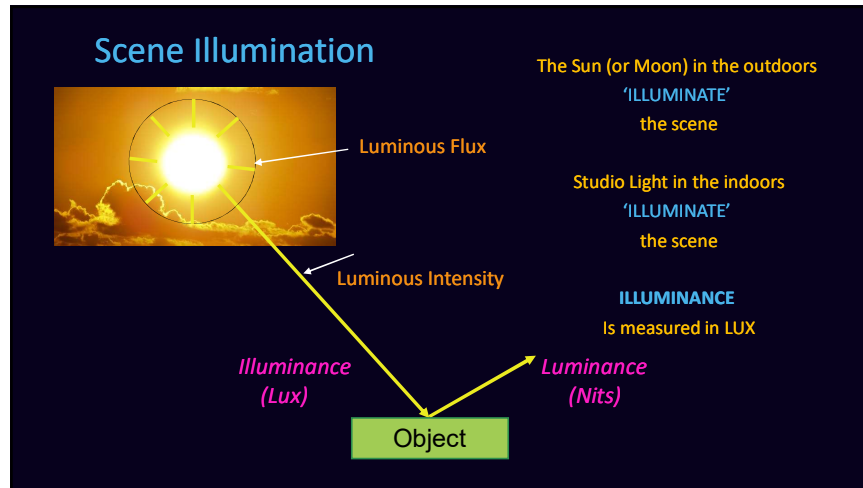 Scene Illumination
The Sun (or Moon) in the outdoors
‘ILLUMINATE’
the scene
Luminous Flux
Studio Light in the indoors
‘ILLUMINATE’
the scene
Luminous Intensity
ILLUMINANCE
Is measured in LUX
Illuminance
(Lux)
Luminance
(Nits)
Object